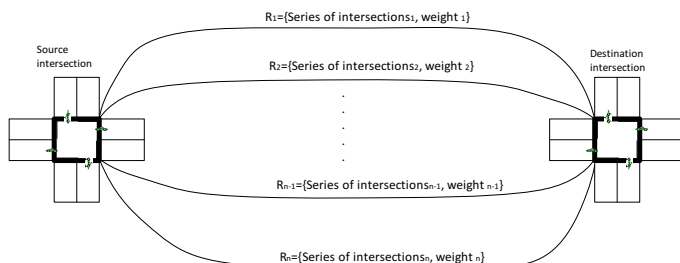 R1={Series of intersections1, weight 1}
Source
intersection
Destination
intersection
R2={Series of intersections2, weight 2}
Rn-1={Series of intersectionsn-1, weight n-1}
Rn={Series of intersectionsn, weight n}